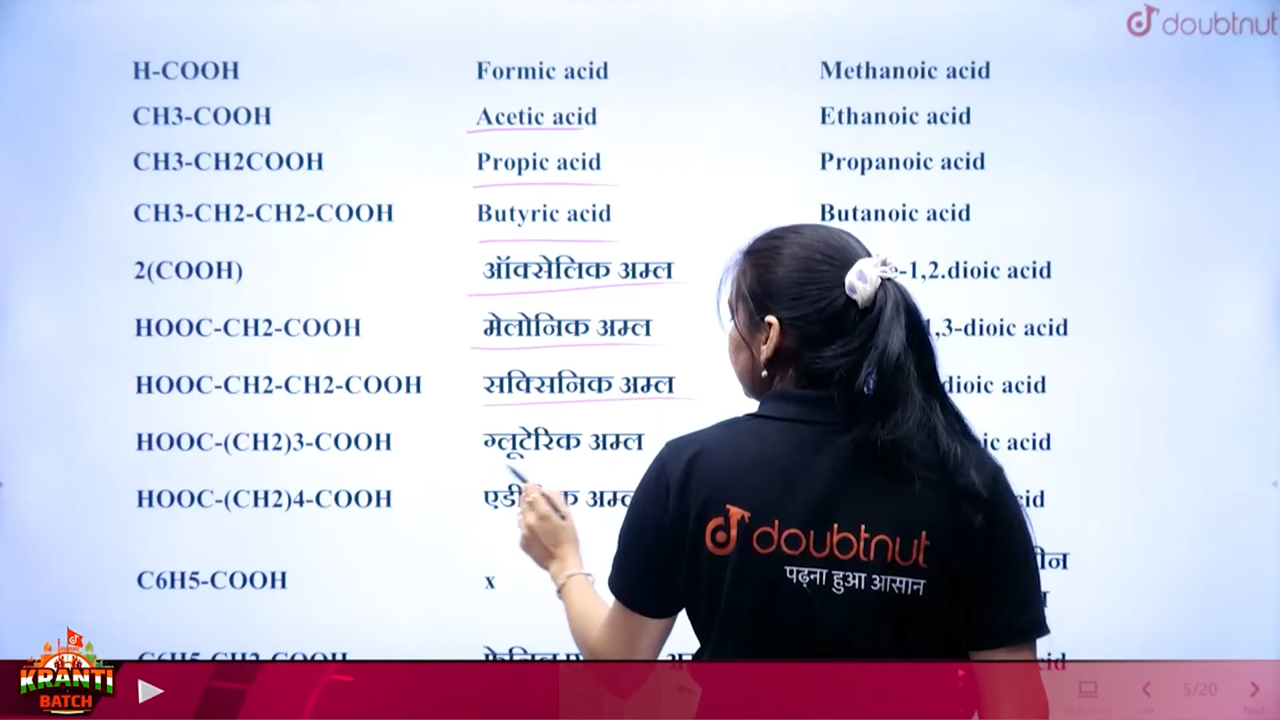 doubtnut
H-COOH Formic acid Methanoic acid
CH3-COOH Acetic acid Ethanoic acid
CH3-CH2COOH Propic acid Propanoic acid
CH3-CH2-CH2-COOH Butyric acid Butanoic acid
2(COOH) ऑक्सेलिक अम्ल -1,2.dioic acid
HOOC-CH2-COOH मेलोनिक अम्ल 1,3-dioic acid
HOOC-CH2-CH2-COOH सक्सिनिक अम्ल dioic acid
HOOC-(CH2)3-COOH ग्लूटेरिक अम्ल acid
HOOC-(CH2)4-COOH
C6H5-COOH x
C6H5-CH2-COOH
doubtnut
पढ़ना हुआ आसान
KRANTI
BATCH
5/20